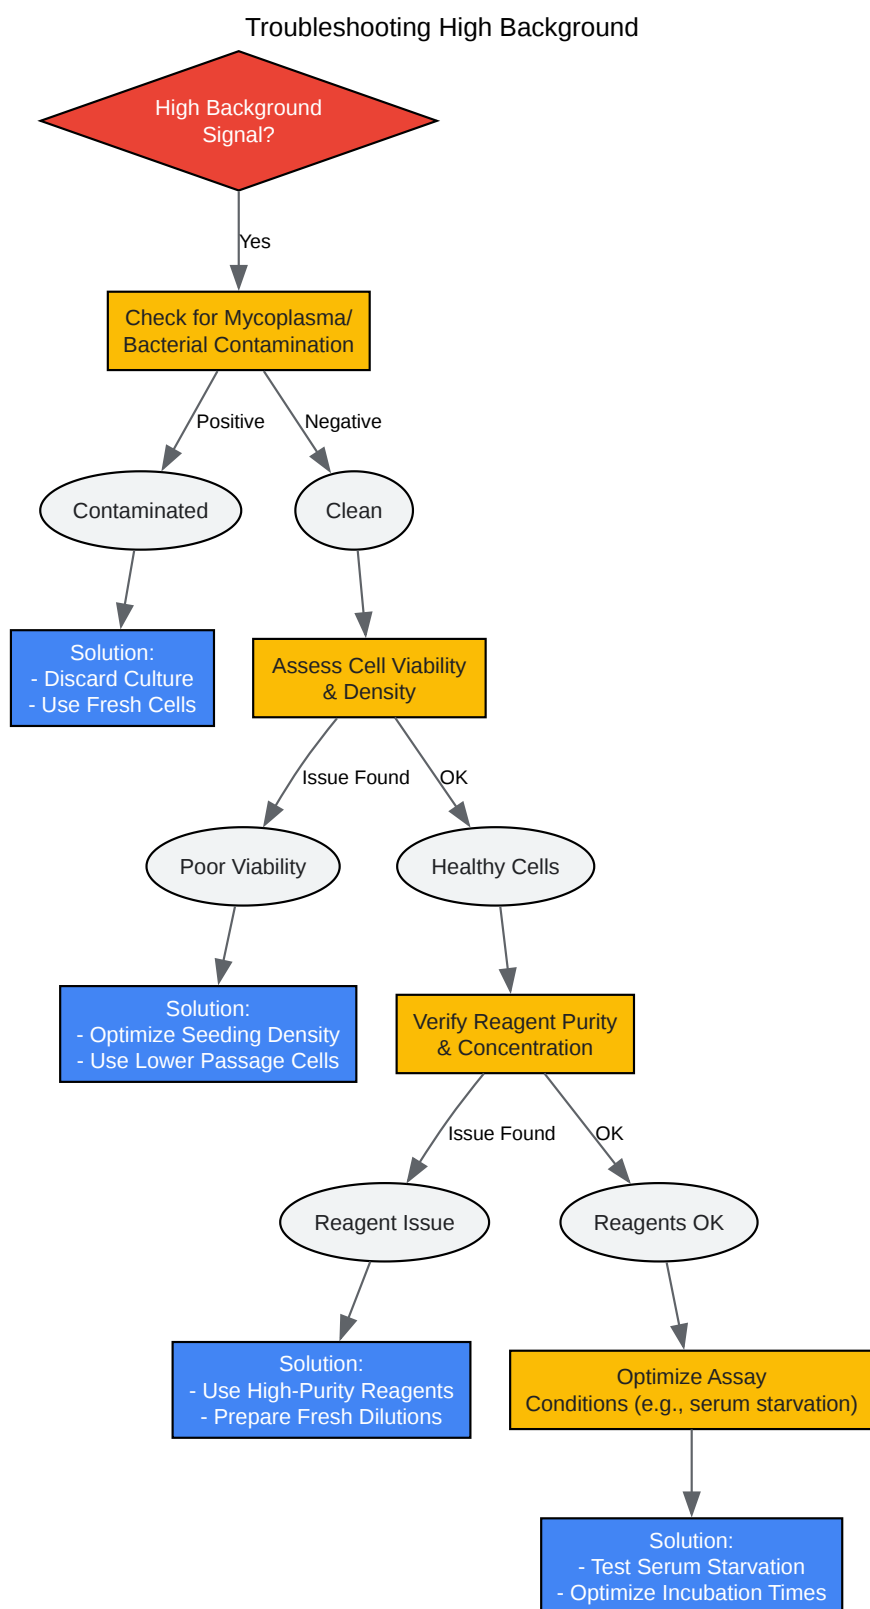 Troubleshooting High Background
High Background
Signal?
Yes
Check for Mycoplasma/
Bacterial Contamination
Positive
Negative
Contaminated
Clean
Solution:
- Discard Culture
- Use Fresh Cells
Assess Cell Viability
& Density
Issue Found
OK
Poor Viability
Healthy Cells
Solution:
- Optimize Seeding Density
- Use Lower Passage Cells
Verify Reagent Purity
& Concentration
Issue Found
OK
Reagent Issue
Reagents OK
Solution:
- Use High-Purity Reagents
- Prepare Fresh Dilutions
Optimize Assay
Conditions (e.g., serum starvation)
Solution:
- Test Serum Starvation
- Optimize Incubation Times